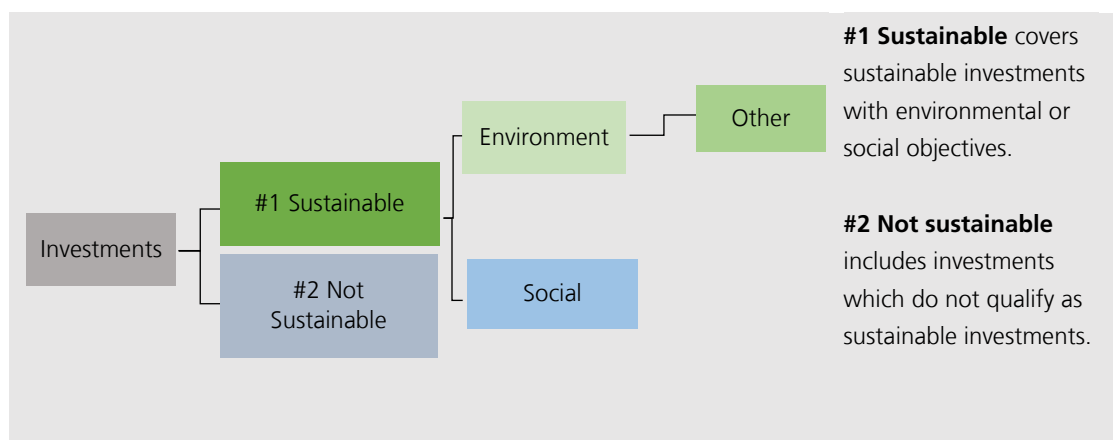 Investments
#1 Sustainable
#2 Not
Sustainable
Environment
Social
Other
#1 Sustainable covers
sustainable investments
with environmental or
social objectives.
#2 Not sustainable
includes investments
which do not qualify as
sustainable investments.